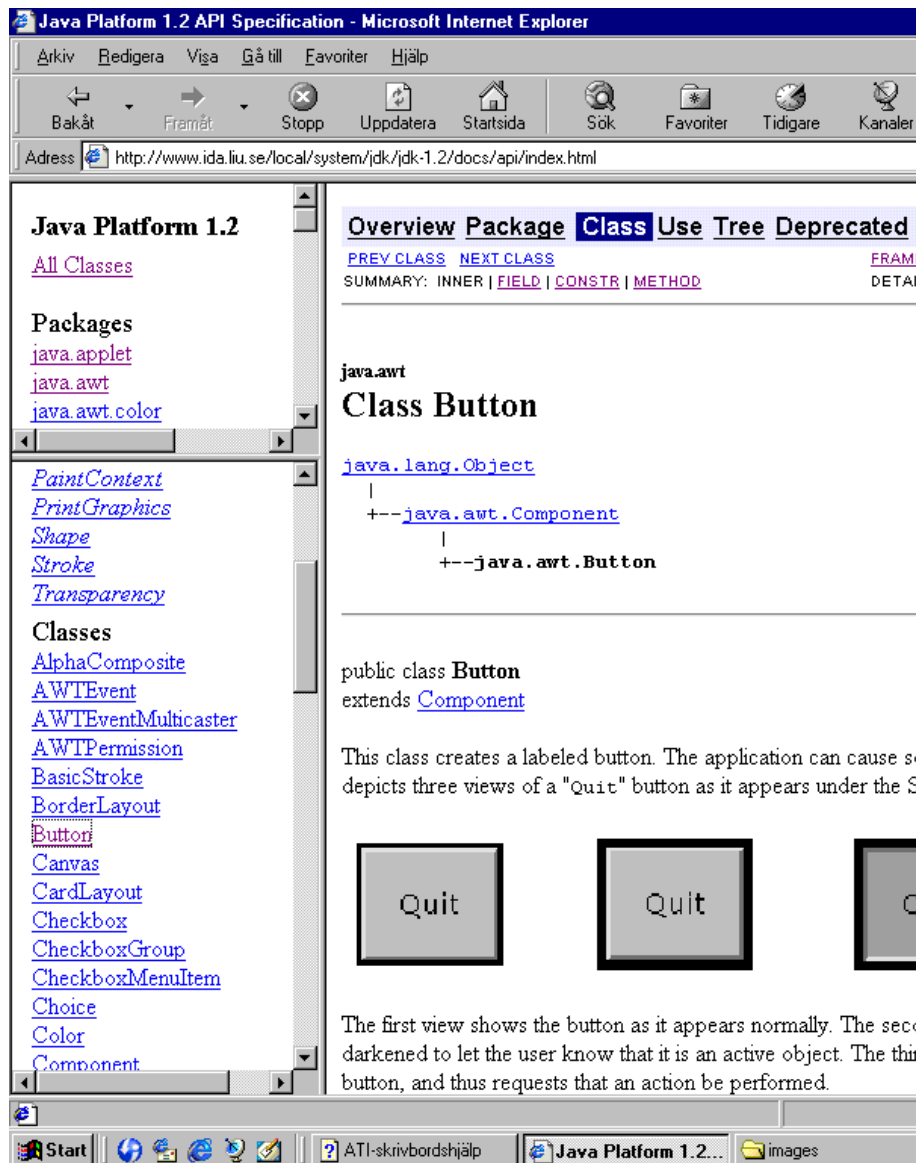 Java Platform 1.2 API Specification - Microsoft Internet Explorer
Arkiv Redigera Visa Gå till Favoriter Hjälp
Bakåt Framåt Stopp Uppdatera Startsida Sök Favoriter Tidigare Kanaler
Adress http://www.ida.liu.se/local/system/jdk/jdk-1.2/docs/api/index.html
Java Platform 1.2
All Classes
Packages
java.applet
java.awt
java.awt.color
PaintContext
PrintGraphics
Shape
Stroke
Transparency
Classes
AlphaComposite
AWTEvent
AWTEventMulticaster
AWTPermission
BasicStroke
BorderLayout
Button
Canvas
CardLayout
Checkbox
CheckboxGroup
CheckboxMenuItem
Choice
Color
Component
Overview Package Class Use Tree Deprecated
PREV CLASS NEXT CLASS FRAM
SUMMARY: INNER | FIELD | CONSTR | METHOD DETA
java.awt
Class Button
java.lang.Object
|
+--java.awt.Component
|
+--java.awt.Button
public class Button
extends Component
This class creates a labeled button. The application can cause s
depicts three views of a "Quit" button as it appears under the S
Quit Quit
The first view shows the button as it appears normally. The sec
darkened to let the user know that it is an active object. The thi
button, and thus requests that an action be performed.
Start ATI-skrivbordshjälp Java Platform 1.2... images